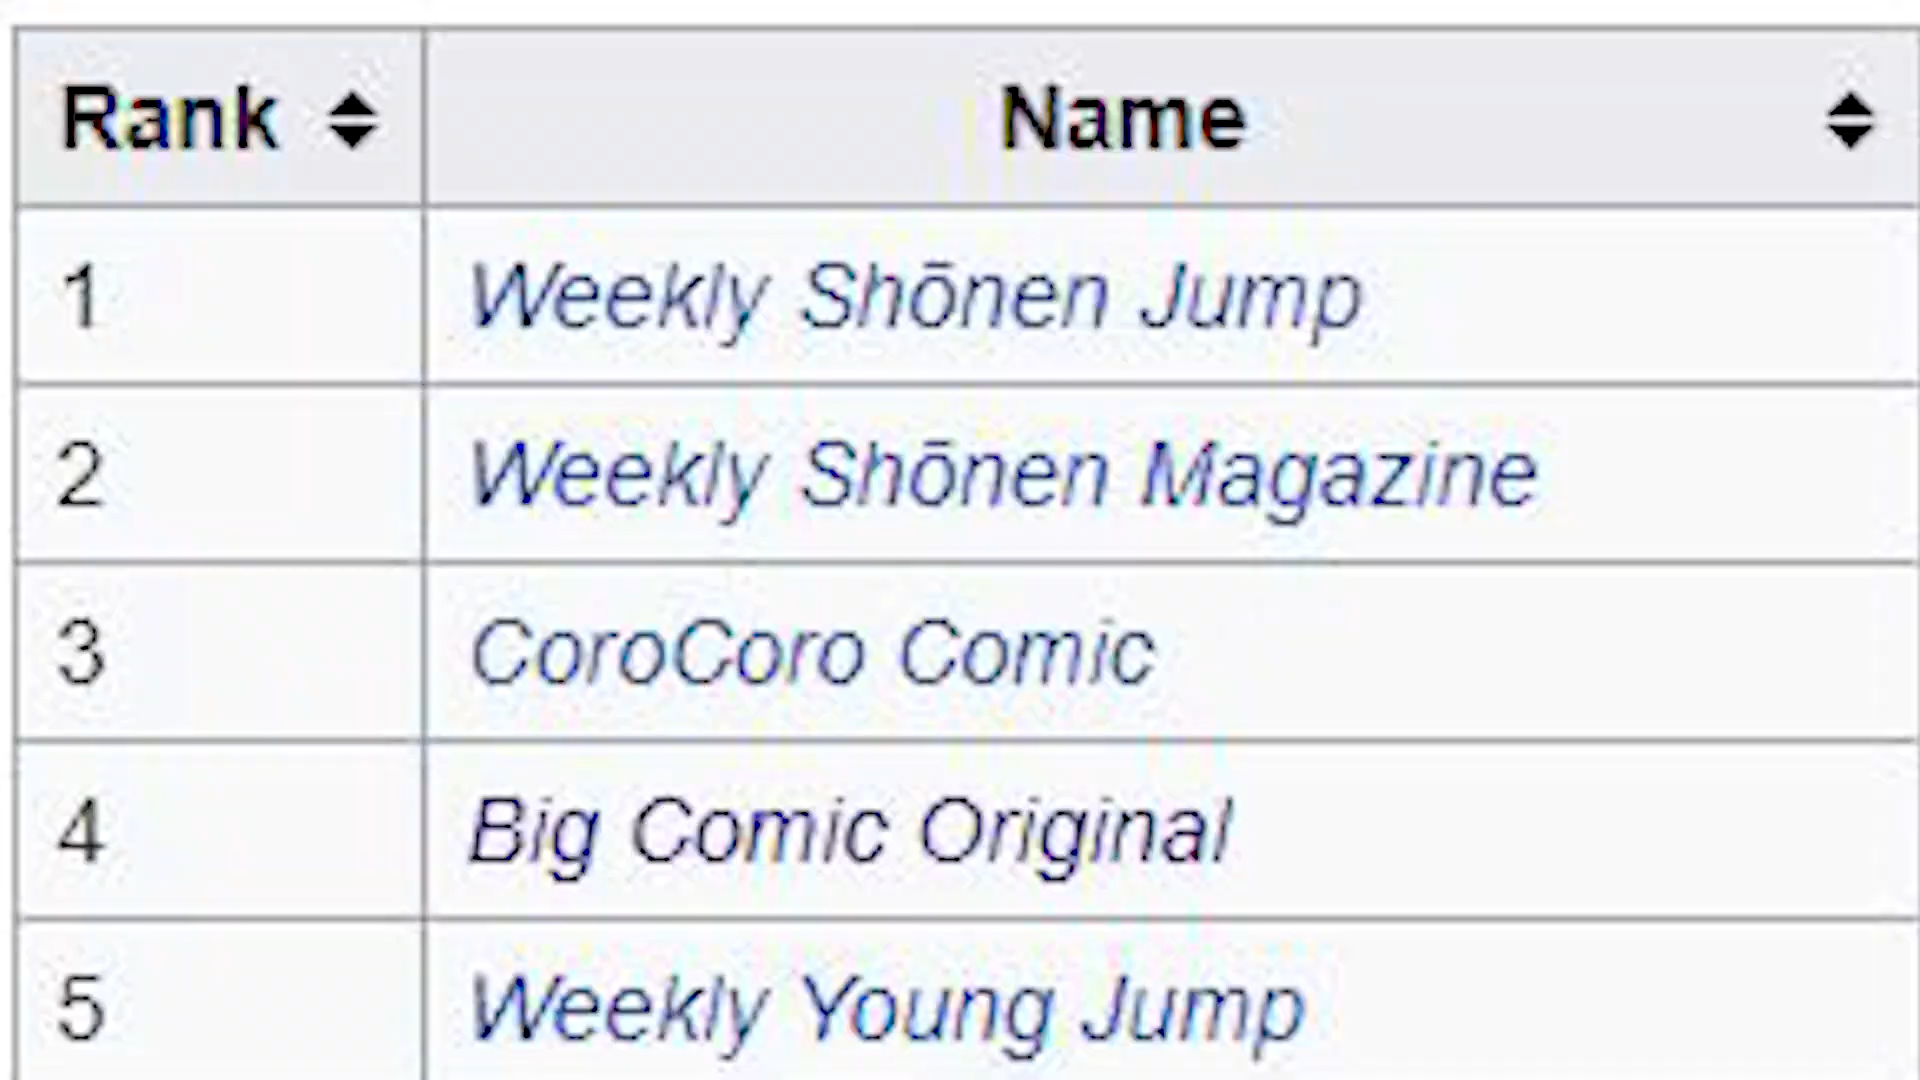 Rank Name
1 Weekly Shōnen Jump
2 Weekly Shōnen Magazine
3 CoroCoro Comic
4 Big Comic Original
5 Weekly Young Jump